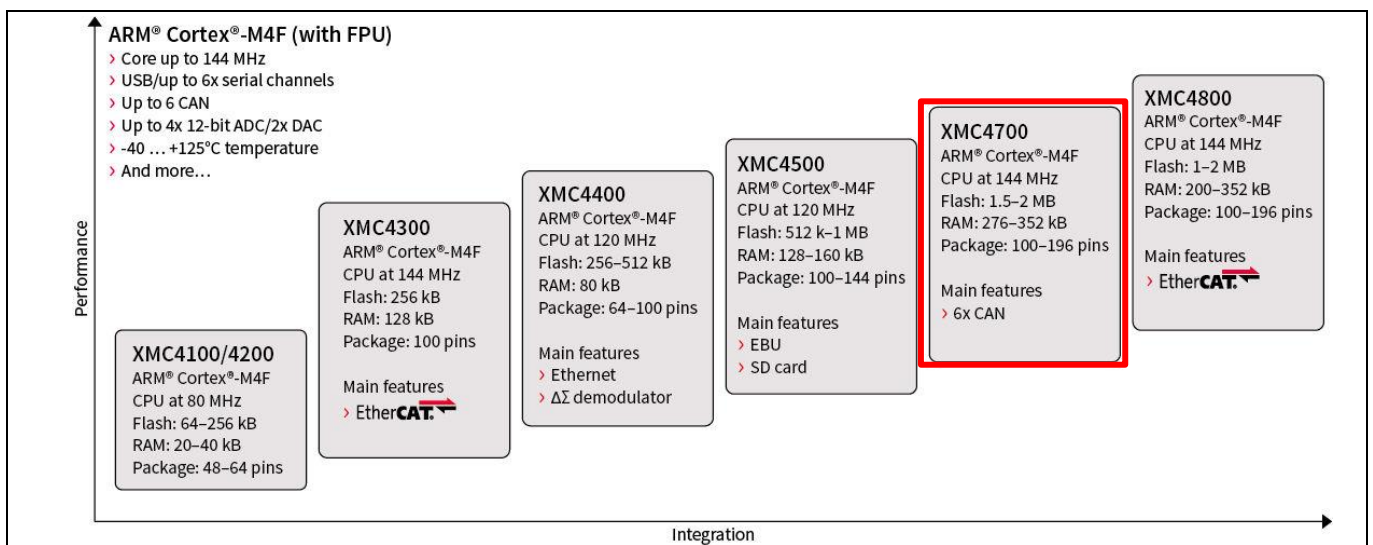 ARM® Cortex®-M4F (with FPU)
› Core up to 144 MHz
› USB/up to 6x serial channels
› Up to 6 CAN
› Up to 4x 12-bit ADC/2x DAC
› -40 … +125°C temperature
› And more…
Performance
XMC4100/4200
ARM® Cortex®-M4F
CPU at 80 MHz
Flash: 64–256 kB
RAM: 20–40 kB
Package: 48–64 pins
XMC4300
ARM® Cortex®-M4F
CPU at 144 MHz
Flash: 256 kB
RAM: 128 kB
Package: 100 pins
Main features
› EtherCAT.
XMC4400
ARM® Cortex®-M4F
CPU at 120 MHz
Flash: 256–512 kB
RAM: 80 kB
Package: 64–100 pins
Main features
› Ethernet
› ΔΣ demodulator
XMC4500
ARM® Cortex®-M4F
CPU at 120 MHz
Flash: 512 k–1 MB
RAM: 128–160 kB
Package: 100–144 pins
Main features
› EBU
› SD card
XMC4700
ARM® Cortex®-M4F
CPU at 144 MHz
Flash: 1.5–2 MB
RAM: 276–352 kB
Package: 100–196 pins
Main features
› 6x CAN
XMC4800
ARM® Cortex®-M4F
CPU at 144 MHz
Flash: 1–2 MB
RAM: 200–352 kB
Package: 100–196 pins
Main features
› EtherCAT.
Integration